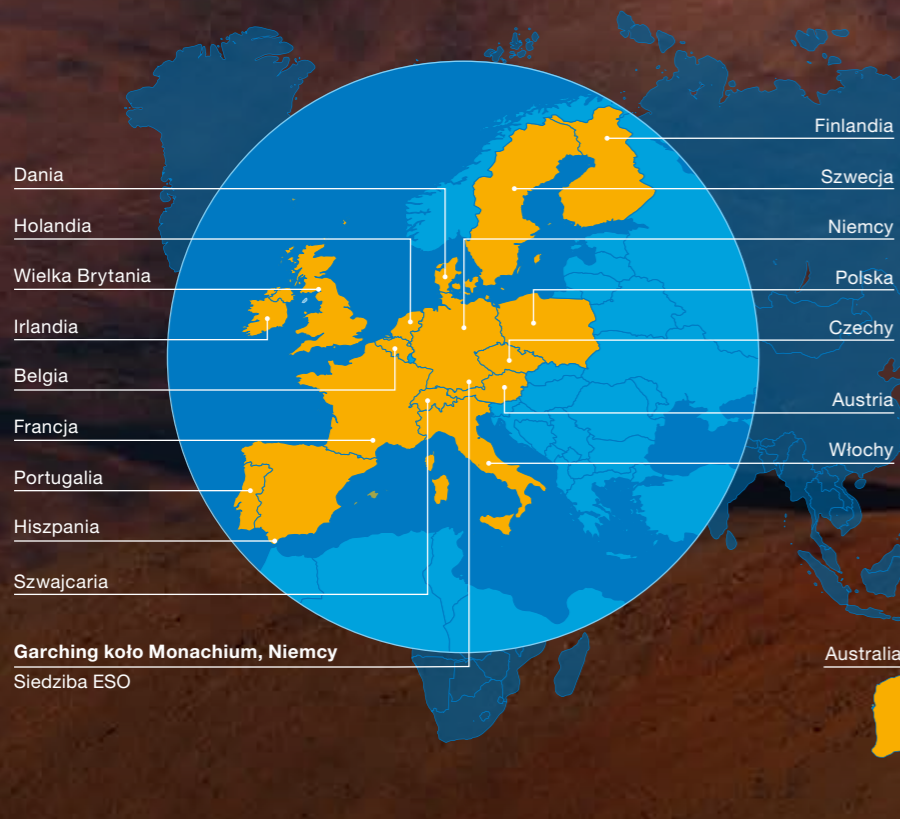 Dania
Holandia
Wielka Brytania
Irlandia
Belgia
Francja
Portugalia
Hiszpania
Szwajcaria
Garching koło Monachium, Niemcy
Siedziba ESO
Finlandia
Szwecja
Niemcy
Polska
Czechy
Austria
Włochy
Australia